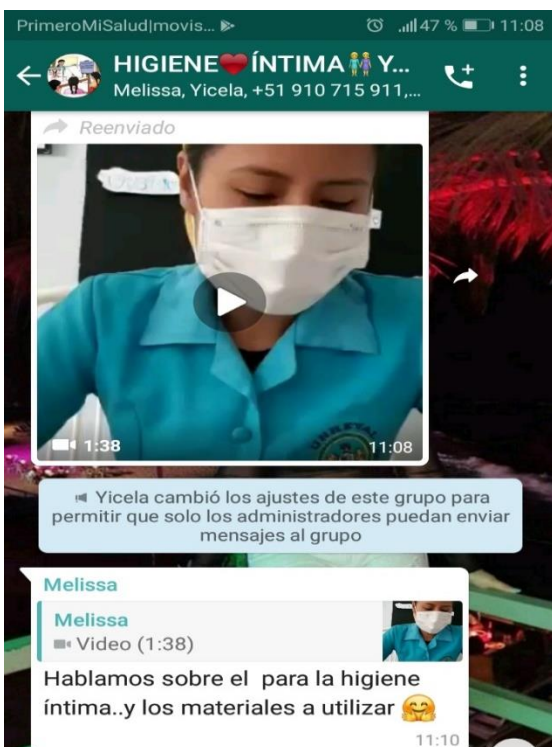 PrimeroMiSalud|movis... 47 % 11:08
HIGIENE❤️ÍNTIMA👫Y...
Melissa, Yicela, +51 910 715 911,...
Reenviado
1:38 11:08
Yicela cambió los ajustes de este grupo para
permitir que solo los administradores puedan enviar
mensajes al grupo
Melissa
Melissa
Video (1:38)
Hablamos sobre el para la higiene
íntima..y los materiales a utilizar 🤗
11:10